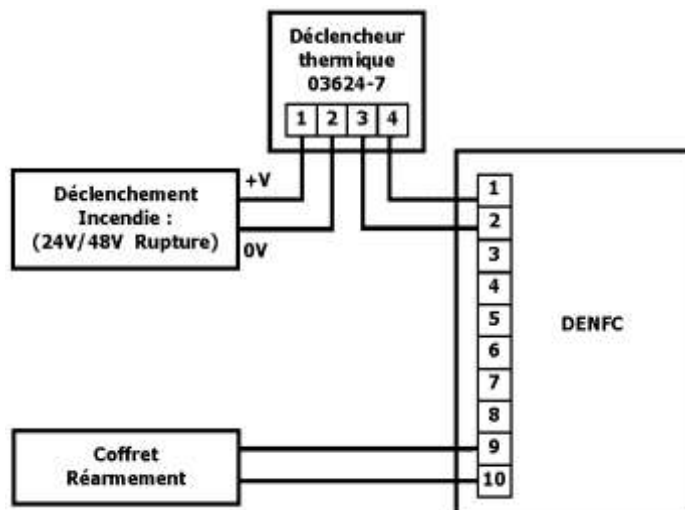 Déclencheur
thermique
03624-7
1 2 3 4
+V
Déclenchement
Incendie :
(24V/48V Rupture)
0V
1
2
3
4
5
6
7
8
9
10
DENFC
Coffret
Réarmement